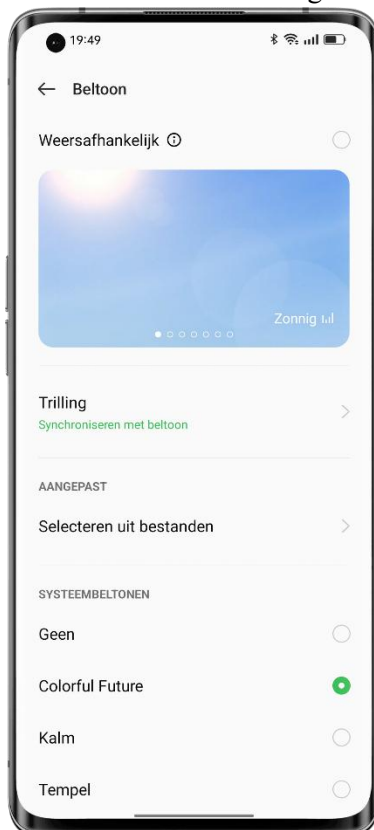 19:49
Beltoon
Weersafhankelijk
Zonnig
Trilling
Synchroniseren met beltoon
AANGEPAST
Selecteren uit bestanden
SYSTEEMBELTONEN
Geen
Colorful Future
Kalm
Tempel